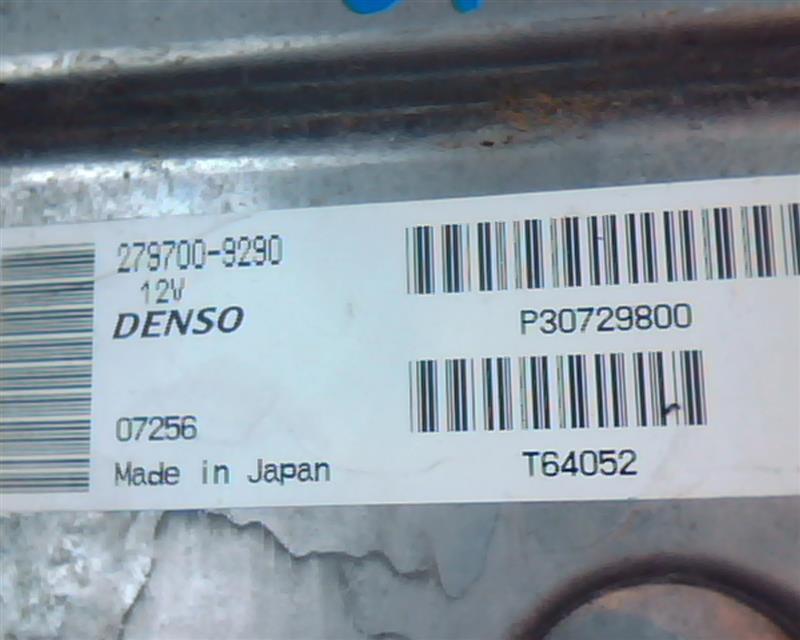 279700-9290
12V
DENSO
07256
Made in Japan
P30729800
T64052